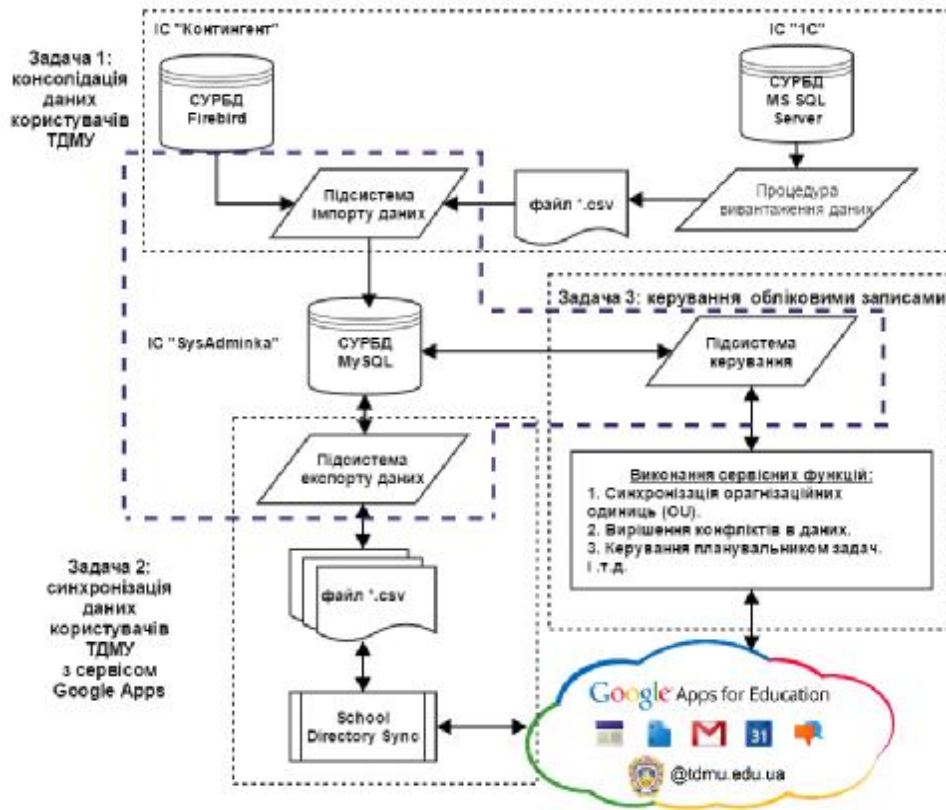 ІС "Контингент"
ІС "1С"
Задача 1:
консолідація
даних
користувачів
ТДМУ
СУРБД
Firebird
СУРБД
MS SQL
Server
Підсистема
імпорту даних
файл *.csv
Процедура
вивантаження даних
Задача 3: керування обліковими записами
ІС "SysAdminka"
СУРБД
MySQL
Підсистема
керування
Підсистема
експорту даних
Виконання сервісних функцій:
1. Синхронізація орагнізаційних
одиниць (OU).
2. Вирішення конфліктів в даних.
3. Керування планувальником задач.
і .т.д.
Задача 2:
синхронізація
даних
користувачів
ТДМУ
з сервісом
Google Apps
файл *.csv
School
Directory Sync
Google Apps for Education
31
@tdmu.edu.ua